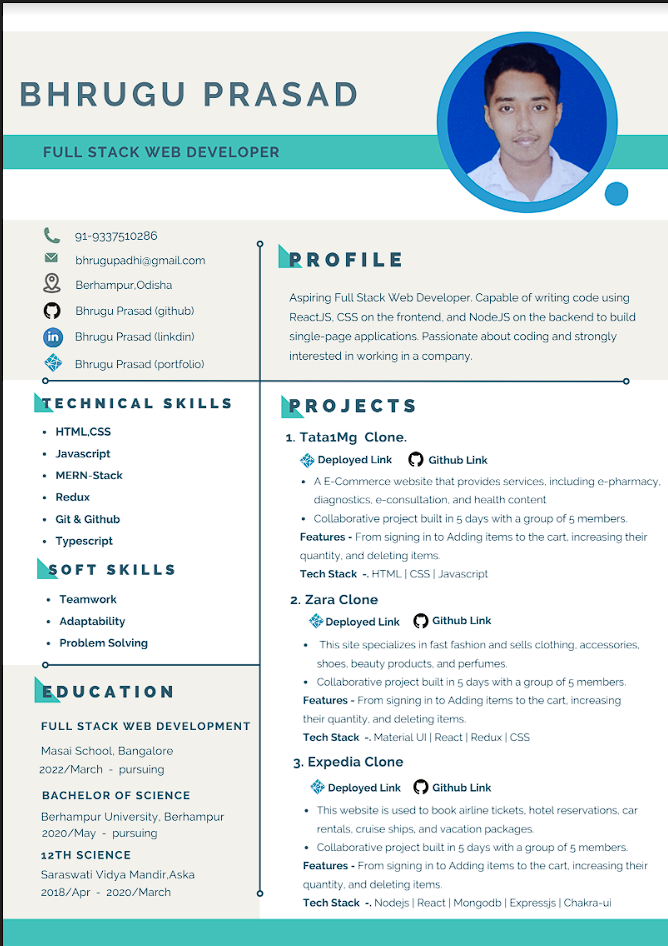 BHRUGU PRASAD
FULL STACK WEB DEVELOPER
91-9337510286
bhrugupadhi@gmail.com
Berhampur,Odisha
Bhrugu Prasad (github)
in
Bhrugu Prasad (linkdin)
Bhrugu Prasad (portfolio)
TECHNICAL SKILLS
• HTML,CSS
• Javascript
• MERN-Stack
• Redux
• Git & Github
• Typescript
SOFT SKILLS
• Teamwork
• Adaptability
• Problem Solving
EDUCATION
FULL STACK WEB DEVELOPMENT
Masai School, Bangalore
2022/March - pursuing
BACHELOR OF SCIENCE
Berhampur University, Berhampur
2020/May - pursuing
12TH SCIENCE
Saraswati Vidya Mandir,Aska
2018/Apr - 2020/March
PROFILE
Aspiring Full Stack Web Developer. Capable of writing code using
ReactJS, CSS on the frontend, and NodeJS on the backend to build
single-page applications. Passionate about coding and strongly
interested in working in a company.
PROJECTS
1. Tata1Mg Clone.
Deployed Link Github Link
• A E-Commerce website that provides services, including e-pharmacy,
diagnostics, e-consultation, and health content
• Collaborative project built in 5 days with a group of 5 members.
Features - From signing in to Adding items to the cart, increasing their
quantity, and deleting items.
Tech Stack -. HTML | CSS | Javascript
2. Zara Clone
Deployed Link Github Link
• This site specializes in fast fashion and sells clothing, accessories,
shoes, beauty products, and perfumes.
• Collaborative project built in 5 days with a group of 5 members.
Features - From signing in to Adding items to the cart, increasing
their quantity, and deleting items.
Tech Stack -. Material UI | React | Redux | CSS
3. Expedia Clone
Deployed Link Github Link
• This website is used to book airline tickets, hotel reservations, car
rentals, cruise ships, and vacation packages.
• Collaborative project built in 5 days with a group of 5 members.
Features - From signing in to Adding items to the cart, increasing their
quantity, and deleting items.
Tech Stack -. Nodejs | React | Mongodb | Expressjs | Chakra-ui